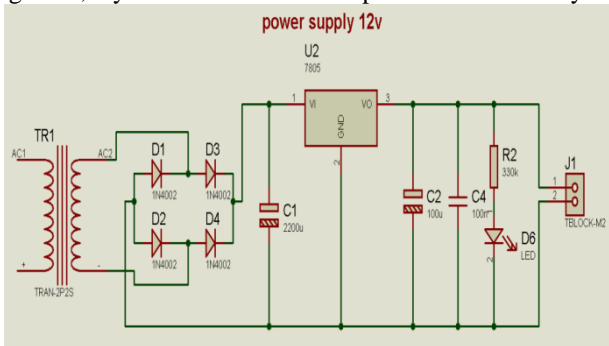 power supply 12v
U2
7805
1
VI
VO
3
GND
2
TR1
AC1
AC2
+
-
TRAN-2P2S
D1
1N4002
D3
1N4002
D2
1N4002
D4
1N4002
C1
2200u
C2
100u
C4
100n
R2
330k
D6
LED
2
J1
1
2
TBLOCK-M2